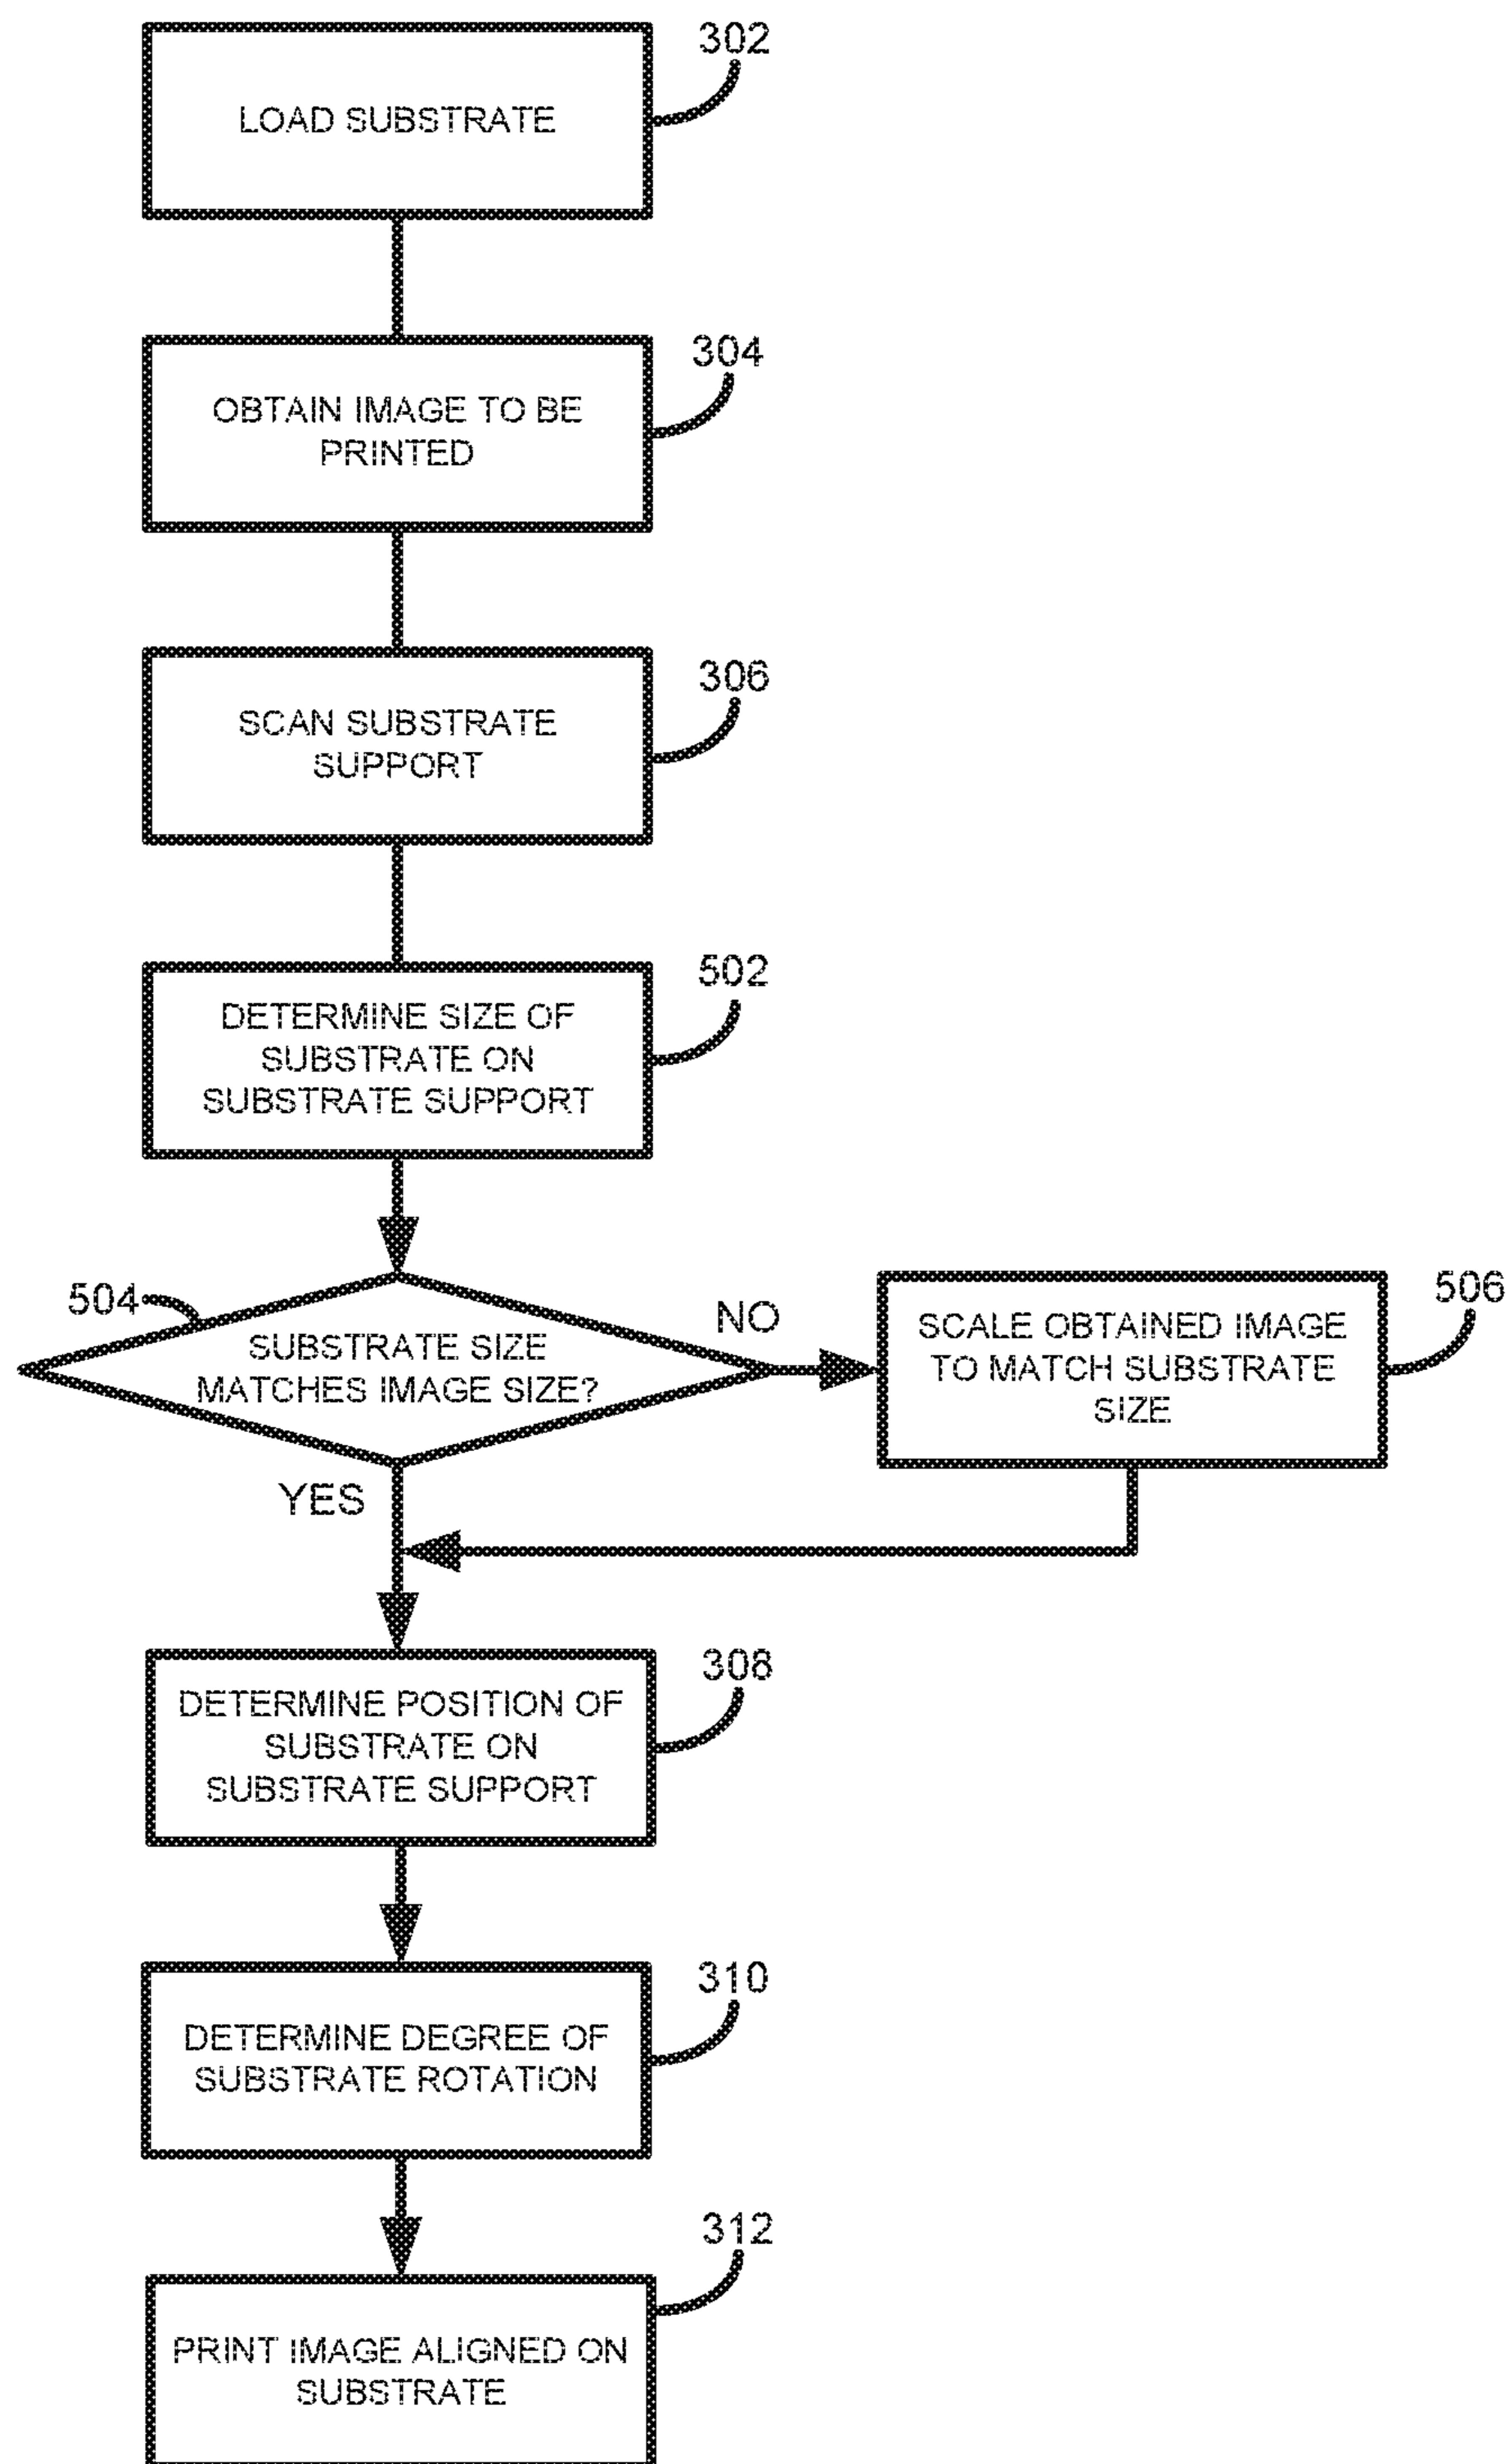 302
LOAD SUBSTRATE
304
OBTAIN IMAGE TO BE
PRINTED
306
SCAN SUBSTRATE
SUPPORT
502
DETERMINE SIZE OF
SUBSTRATE ON
SUBSTRATE SUPPORT
504
SUBSTRATE SIZE
MATCHES IMAGE SIZE?
NO
506
SCALE OBTAINED IMAGE
TO MATCH SUBSTRATE
SIZE
YES
308
DETERMINE POSITION OF
SUBSTRATE ON
SUBSTRATE SUPPORT
310
DETERMINE DEGREE OF
SUBSTRATE ROTATION
312
PRINT IMAGE ALIGNED ON
SUBSTRATE